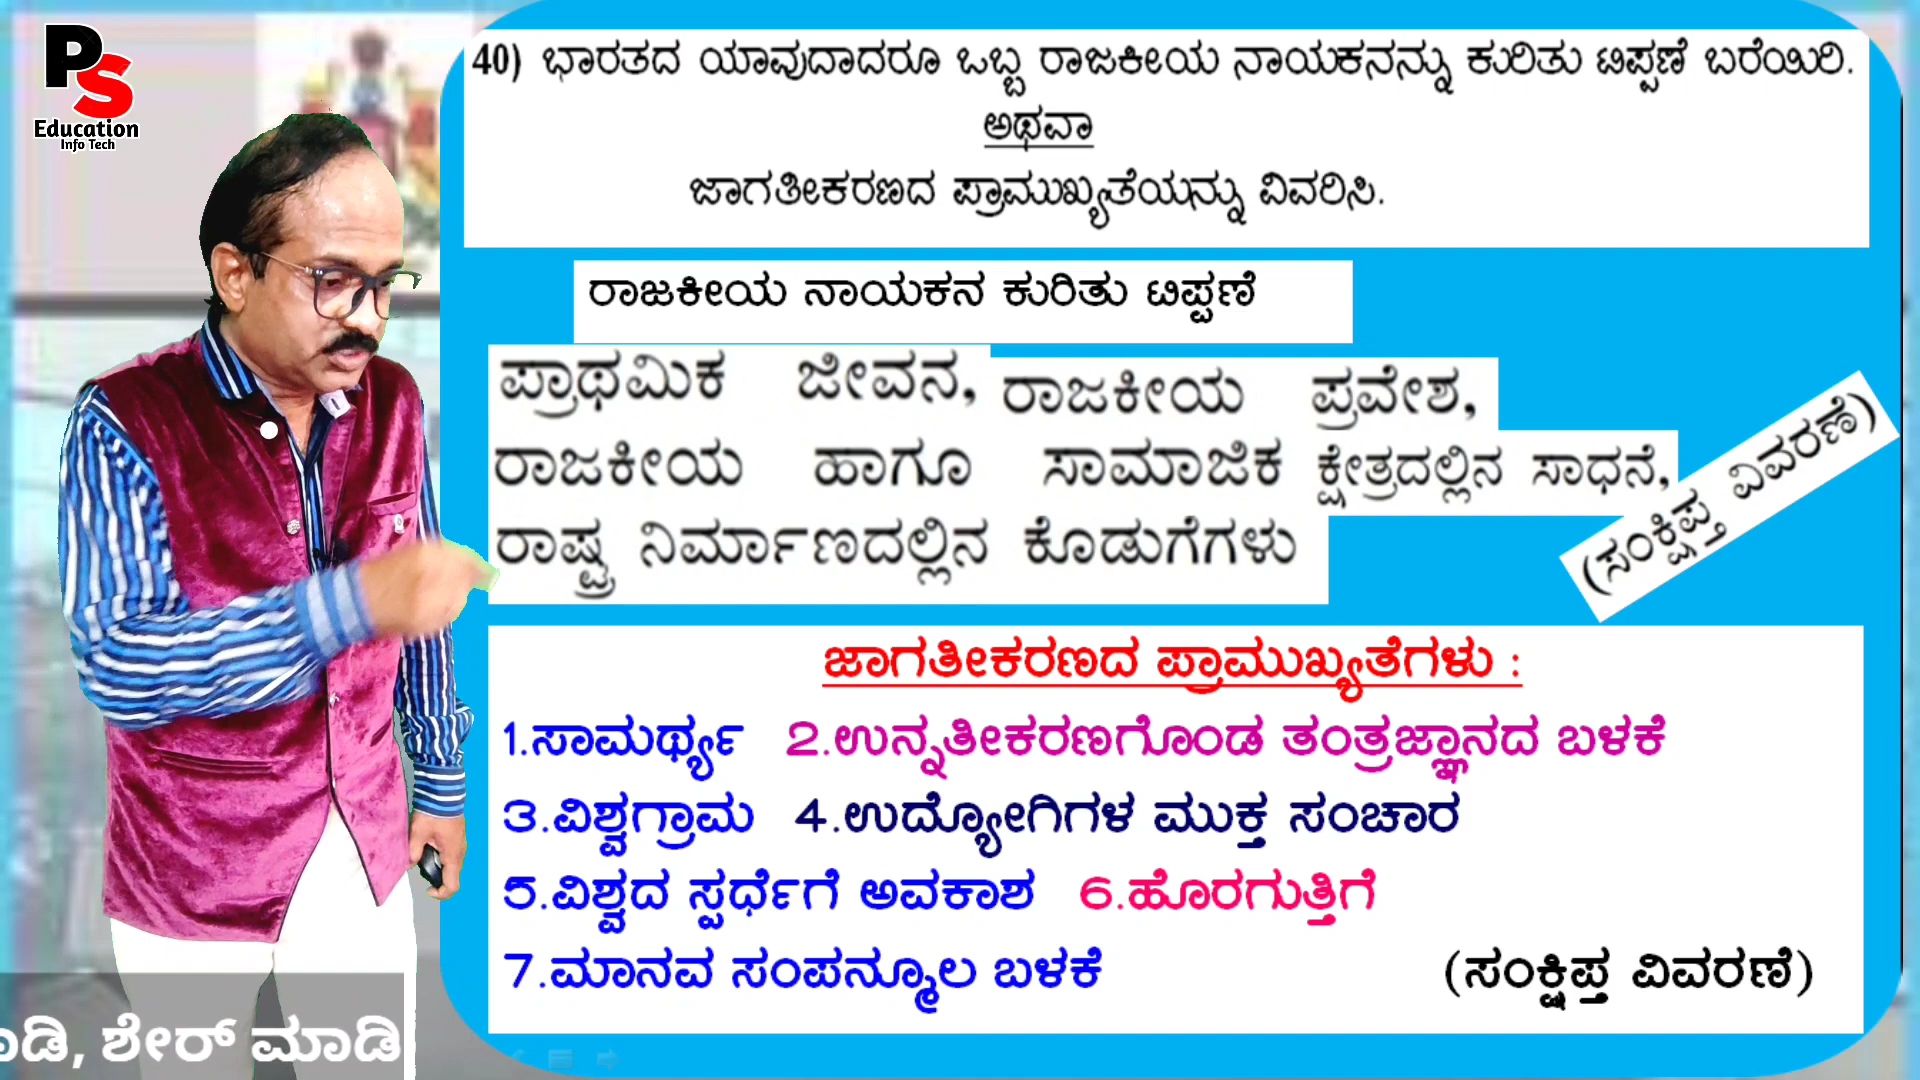 PS
Education
Info Tech
40) ಭಾರತದ ಯಾವುದಾದರೂ ಒಬ್ಬ ರಾಜಕೀಯ ನಾಯಕನನ್ನು ಕುರಿತು ಟಿಪ್ಪಣಿ ಬರೆಯಿರಿ.
ಅಥವಾ
ಜಾಗತೀಕರಣದ ಪ್ರಾಮುಖ್ಯತೆಯನ್ನು ವಿವರಿಸಿ.
ರಾಜಕೀಯ ನಾಯಕನ ಕುರಿತು ಟಿಪ್ಪಣಿ
ಪ್ರಾಥಮಿಕ ಜೀವನ, ರಾಜಕೀಯ ಪ್ರವೇಶ,
ರಾಜಕೀಯ ಹಾಗೂ ಸಾಮಾಜಿಕ ಕ್ಷೇತ್ರದಲ್ಲಿನ ಸಾಧನೆ,
ರಾಷ್ಟ್ರ ನಿರ್ಮಾಣದಲ್ಲಿನ ಕೊಡುಗೆಗಳು
(ಸಂಕ್ಷಿಪ್ತ ವಿವರಣೆ)
ಜಾಗತೀಕರಣದ ಪ್ರಾಮುಖ್ಯತೆಗಳು :
1.ಸಾಮರ್ಥ್ಯ 2.ಉನ್ನತೀಕರಣಗೊಂಡ ತಂತ್ರಜ್ಞಾನದ ಬಳಕೆ
3.ವಿಶ್ವಗ್ರಾಮ 4.ಉದ್ಯೋಗಿಗಳ ಮುಕ್ತ ಸಂಚಾರ
5.ವಿಶ್ವದ ಸ್ಪರ್ಧೆಗೆ ಅವಕಾಶ 6.ಹೊರಗುತ್ತಿಗೆ
7.ಮಾನವ ಸಂಪನ್ಮೂಲ ಬಳಕೆ (ಸಂಕ್ಷಿಪ್ತ ವಿವರಣೆ)
ಶೇರ್ ಮಾಡಿ